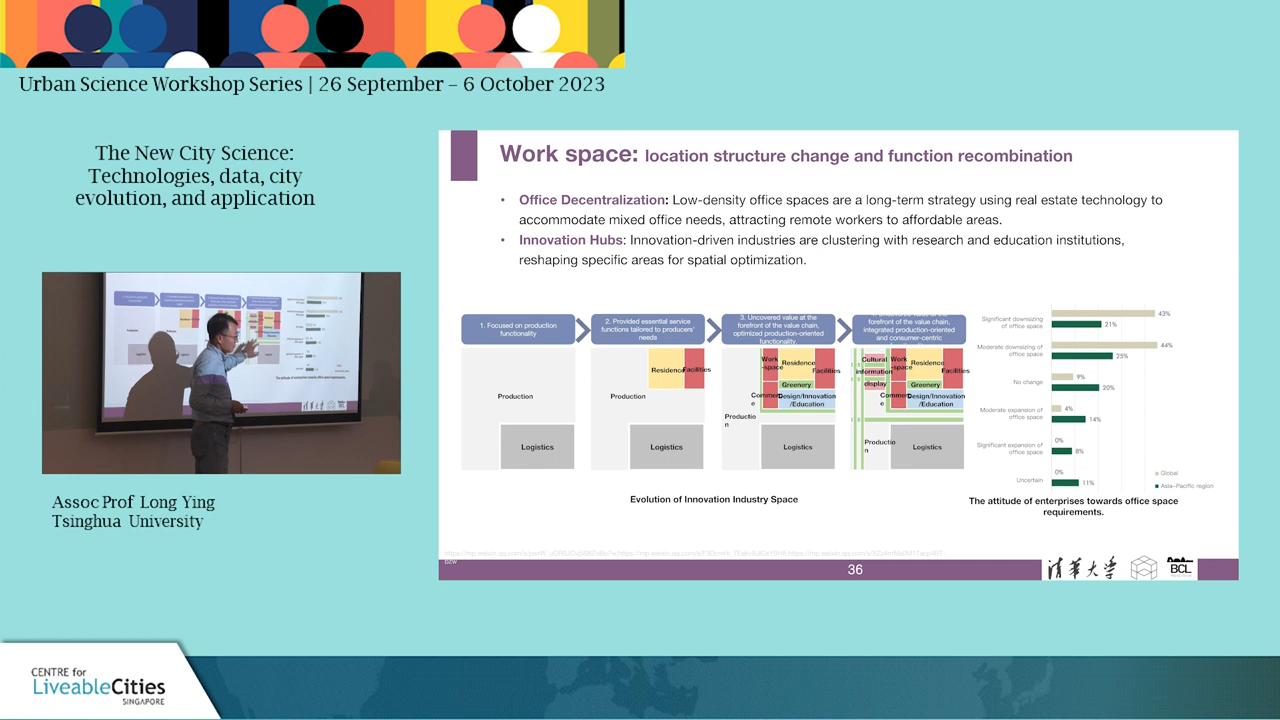 Urban Science Workshop Series | 26 September – 6 October 2023
The New City Science:
Technologies, data, city
evolution, and application
Assoc Prof Long Ying
Tsinghua University
Work space: location structure change and function recombination
• Office Decentralization: Low-density office spaces are a long-term strategy using real estate technology to
accommodate mixed office needs, attracting remote workers to affordable areas.
• Innovation Hubs: Innovation-driven industries are clustering with research and education institutions,
reshaping specific areas for spatial optimization.
1. Focused on production
functionality
2. Provided essential service
functions tailored to producers'
needs
3. Uncovered value at the
forefront of the value chain,
optimized production-oriented
functionality.
forefront of the value chain,
integrated production-oriented
and consumer-centric
Production
Logistics
Residence
Facilities
Production
Logistics
Work
-space
Residence
Facilities
Greenery
Commerc
e
Design/Innovation
/Education
Productio
n
Logistics
Cultural
information
display
Work
-space
Residence
Facilities
Greenery
Design/Innovation
/Education
Productio
n
Logistics
Evolution of Innovation Industry Space
Significant downsizing
of office space
43%
21%
Moderate downsizing of
office space
44%
25%
No change
9%
20%
Moderate expansion of
office space
4%
14%
Significant expansion of
office space
0%
8%
Uncertain
0%
11%
Global
Asia–Pacific region
The attitude of enterprises towards office space
requirements.
36
清華大学
BCL
CENTRE for
LiveableCities
SINGAPORE